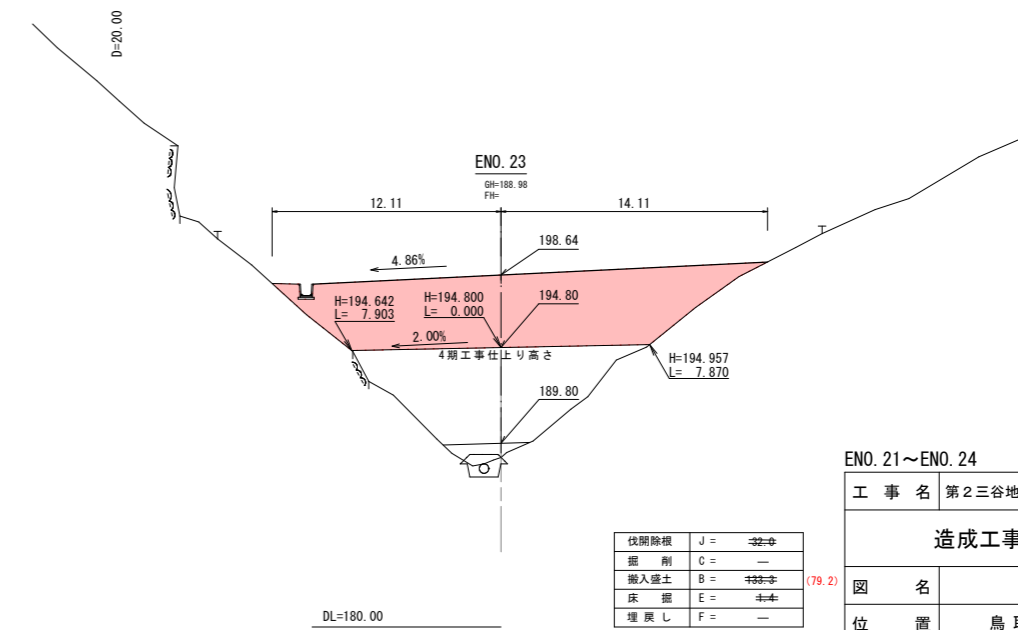 D=20.00
ENO. 23
GH=188.98
FH=
12.11
14.11
198.64
4.86%
H=194.642
L= 7.903
H=194.800
L= 0.000
194.80
2.00%
4期工事仕上り高さ
H=194.957
L= 7.870
189.80
ENO. 21～ENO. 24
工 事 名 第2三谷地
造成工事
図 名
位 置 鳥取
伐開除根 J = 32.0
掘 削 C = —
搬入盛土 B = 133.3 (79.2)
床 掘 E = 1.4
埋戻し F = —
DL=180.00